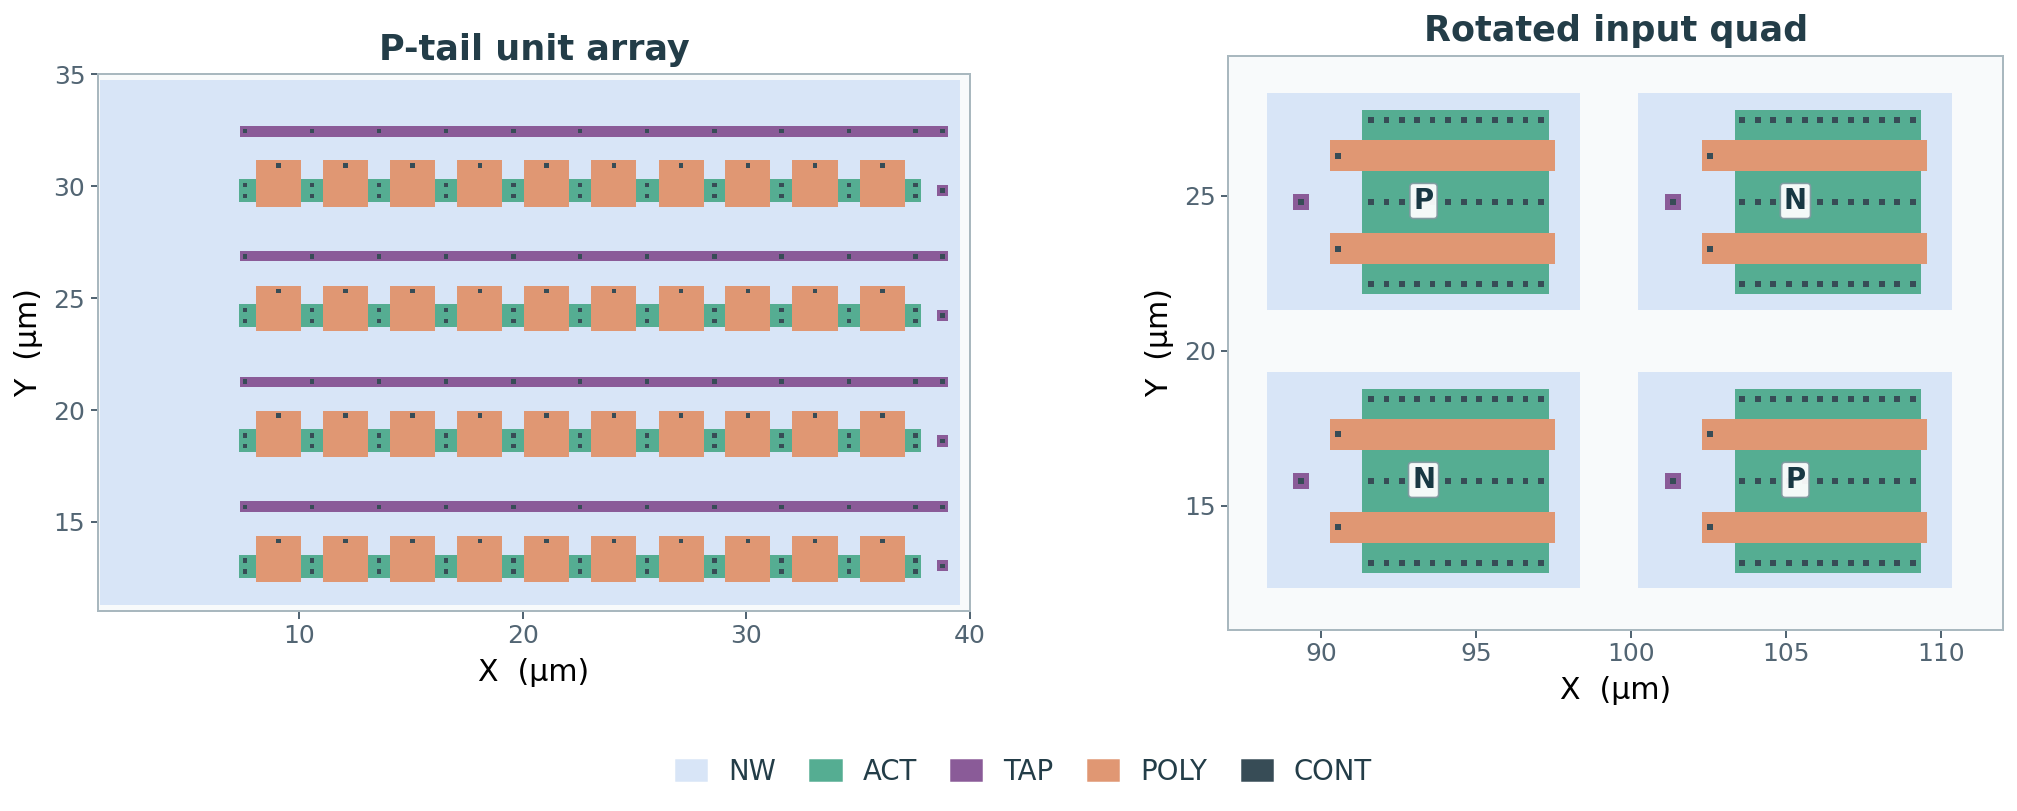 P-tail unit array
35
30
25
20
15
Y (μm)
10 20 30 40
X (μm)
Rotated input quad
25
20
15
Y (μm)
P N
N P
90 95 100 105 110
X (μm)
NW ACT TAP POLY CONT